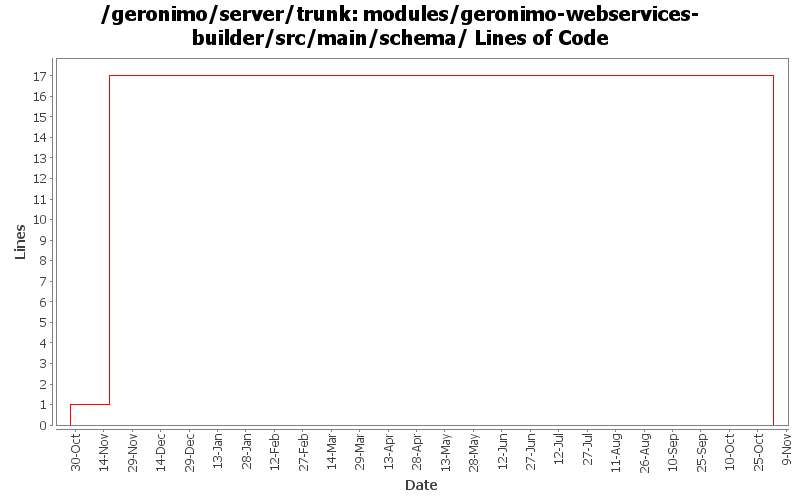 /geronimo/server/trunk: modules/geronimo-webservices-
builder/src/main/schema/ Lines of Code
Lines
17
16
15
14
13
12
11
10
9
8
7
6
5
4
3
2
1
0
30-Oct
14-Nov
29-Nov
14-Dec
29-Dec
13-Jan
28-Jan
12-Feb
27-Feb
14-Mar
29-Mar
13-Apr
28-Apr
13-May
28-May
12-Jun
27-Jun
12-Jul
27-Jul
11-Aug
26-Aug
10-Sep
25-Sep
10-Oct
25-Oct
9-Nov
Date